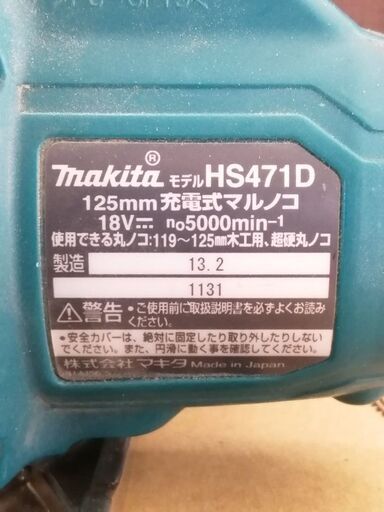 makita® モデル HS471D
125mm 充電式マルノコ
18V⎓ n₀5000min⁻¹
使用できる丸ノコ:119～125mm木工用、超硬丸ノコ
製造 13.2
1131
⚠警告 •ご使用前に取扱説明書を必ずよくお読み
ください。
•安全カバーは、絶対に固定したり取り外したりしない
でください。また、円滑に動く事を確認してください。
株式会社 マキタ Made in Japan